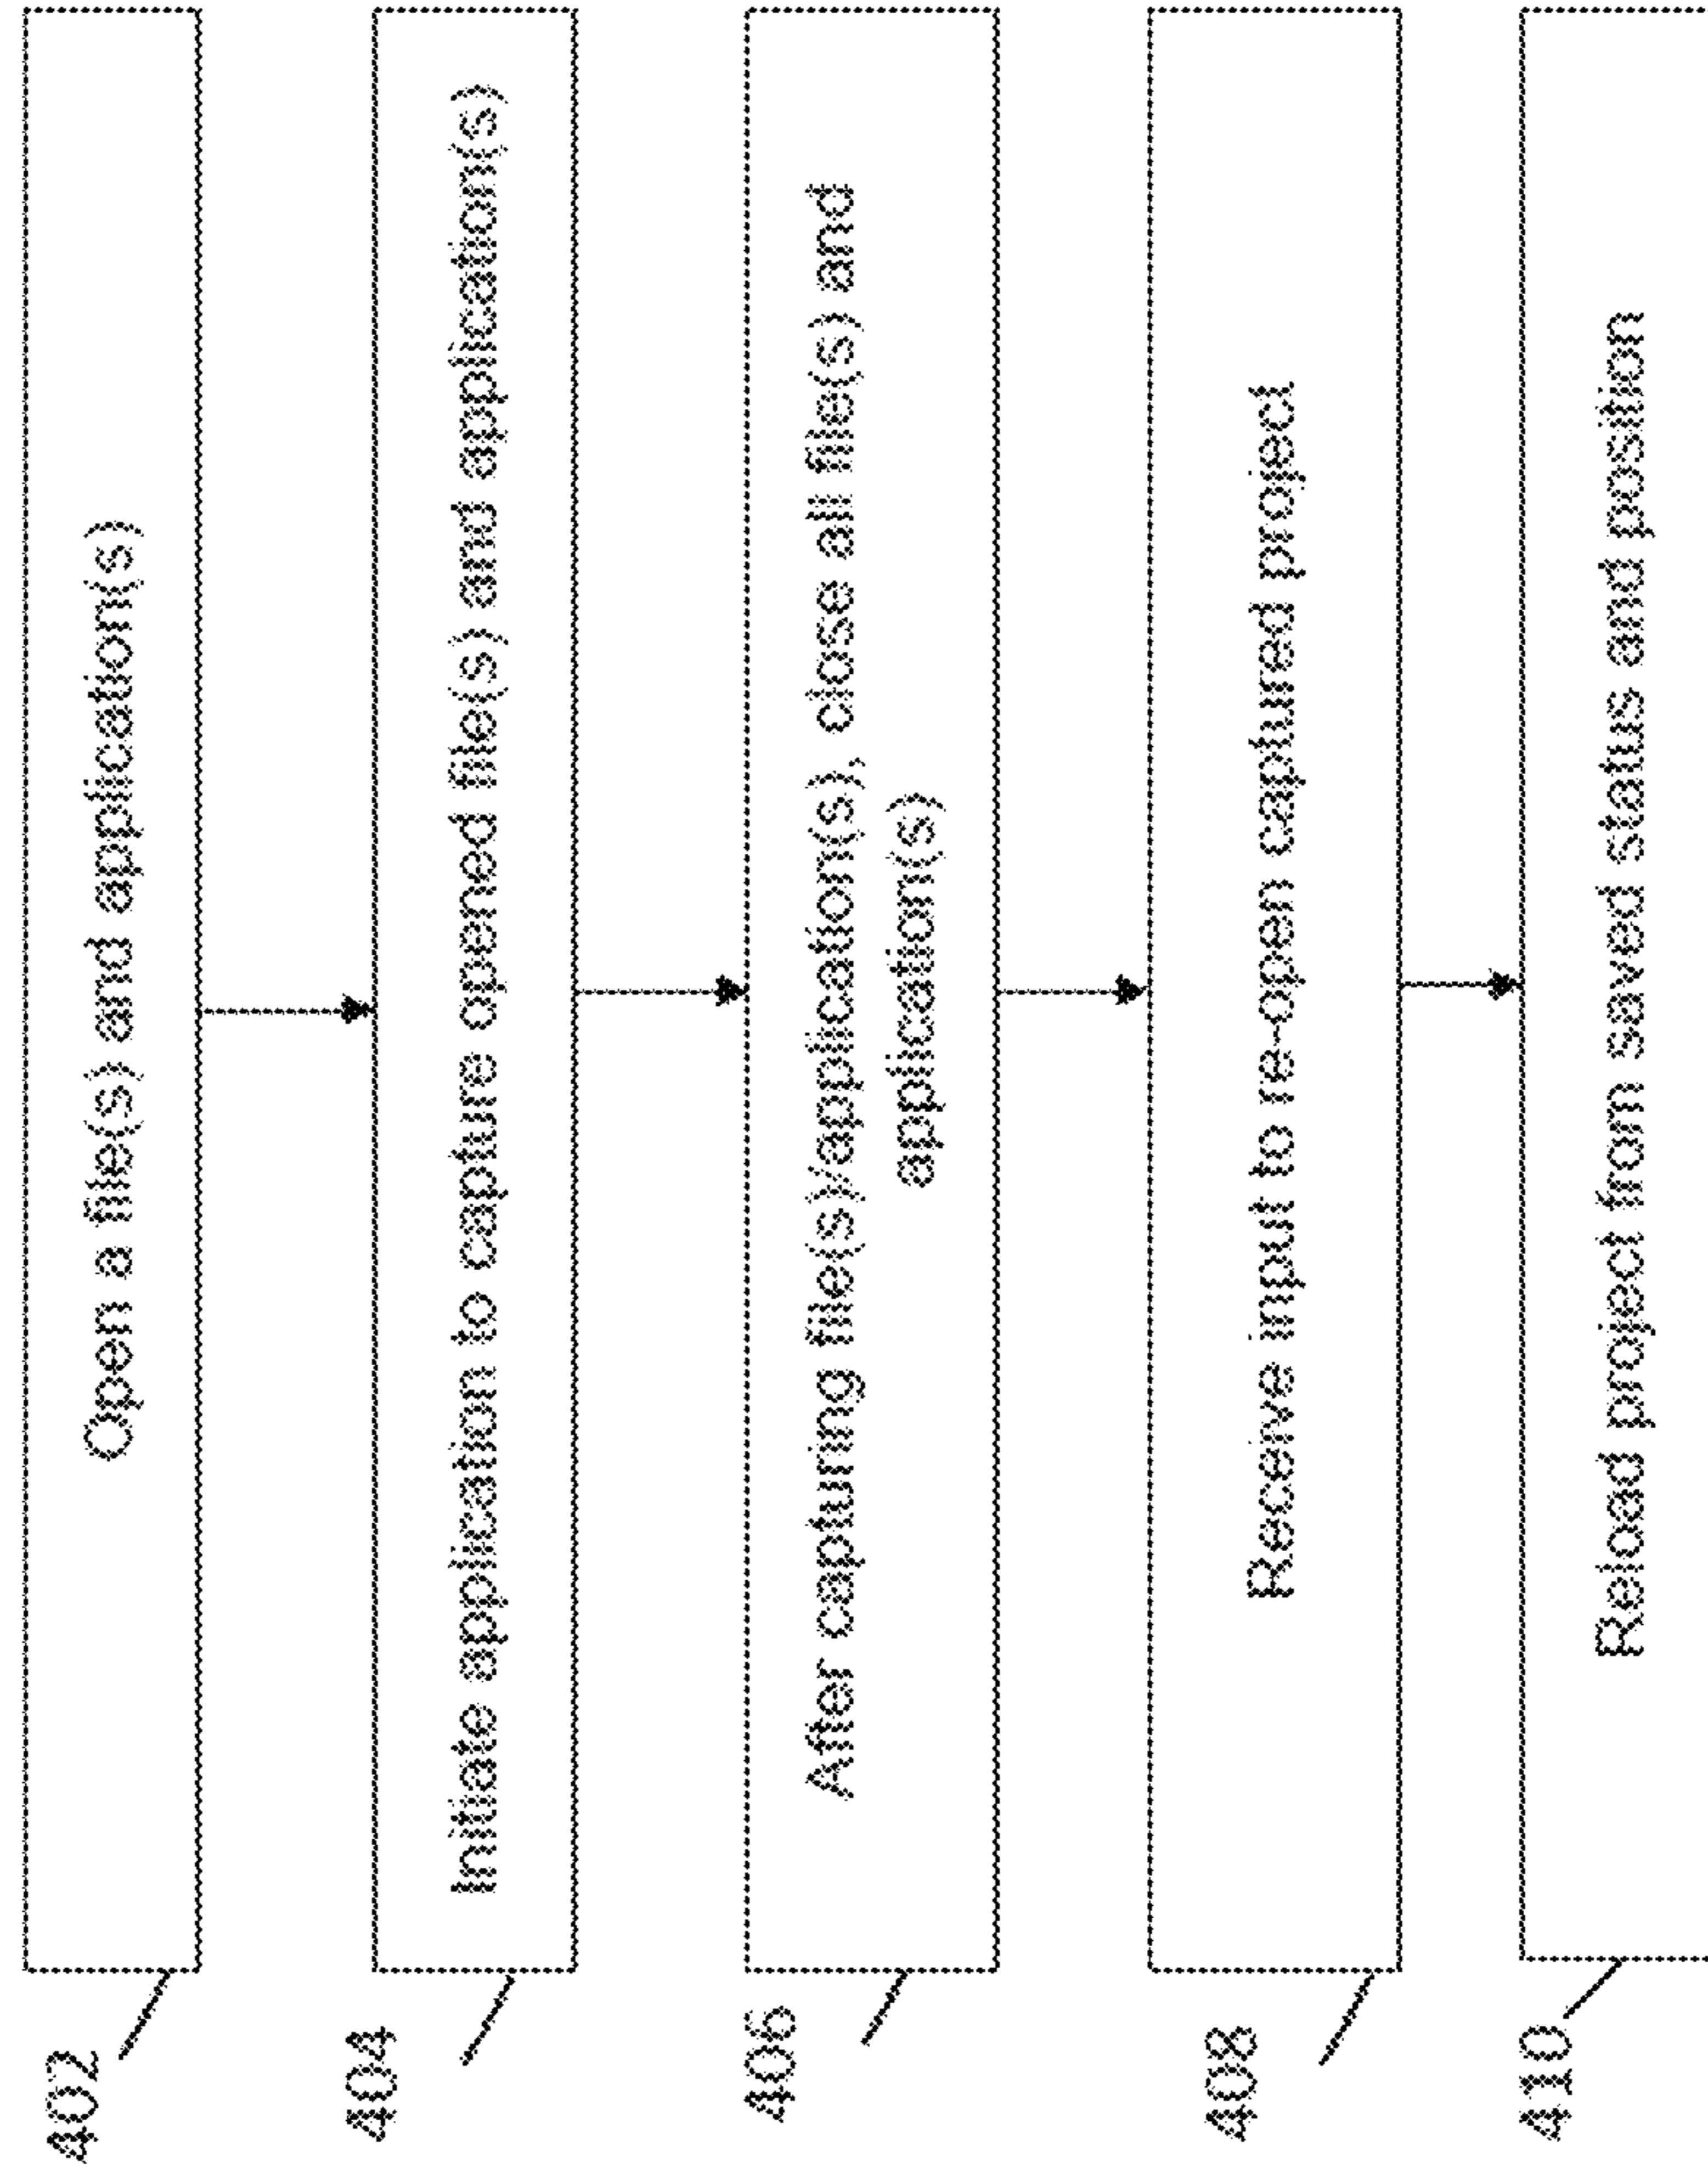 402
Open a file(s) and application(s)
404
Initiate application to capture opened file(s) and application(s)
406
After capturing file(s)/application(s), close all file(s) and
application(s)
408
Receive input to re-open captured project
410
Reload project from saved status and position